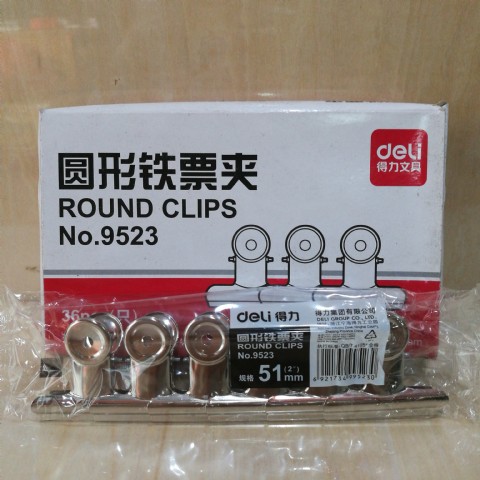 deli
得力文具
圆形铁票夹
ROUND CLIPS
No.9523
deli 得力
圆形铁票夹
ROUND CLIPS
No.9523
规格 51 (2") mm
得力集团有限公司
DELI GROUP CO., LTD.